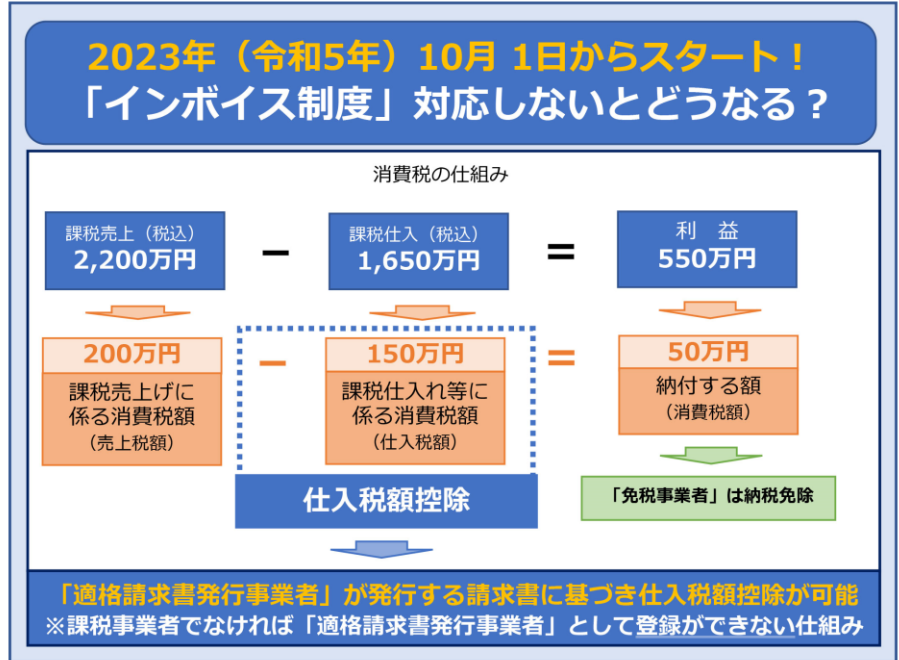 2023年（令和5年）10月 1日からスタート！
「インボイス制度」対応しないとどうなる？
消費税の仕組み
課税売上（税込）
2,200万円
−
課税仕入（税込）
1,650万円
=
利　益
550万円
200万円
課税売上げに
係る消費税額
（売上税額）
−
150万円
課税仕入れ等に
係る消費税額
（仕入税額）
=
50万円
納付する額
（消費税額）
仕入税額控除
「免税事業者」は納税免除
「適格請求書発行事業者」が発行する請求書に基づき仕入税額控除が可能
※課税事業者でなければ「適格請求書発行事業者」として登録ができない仕組み